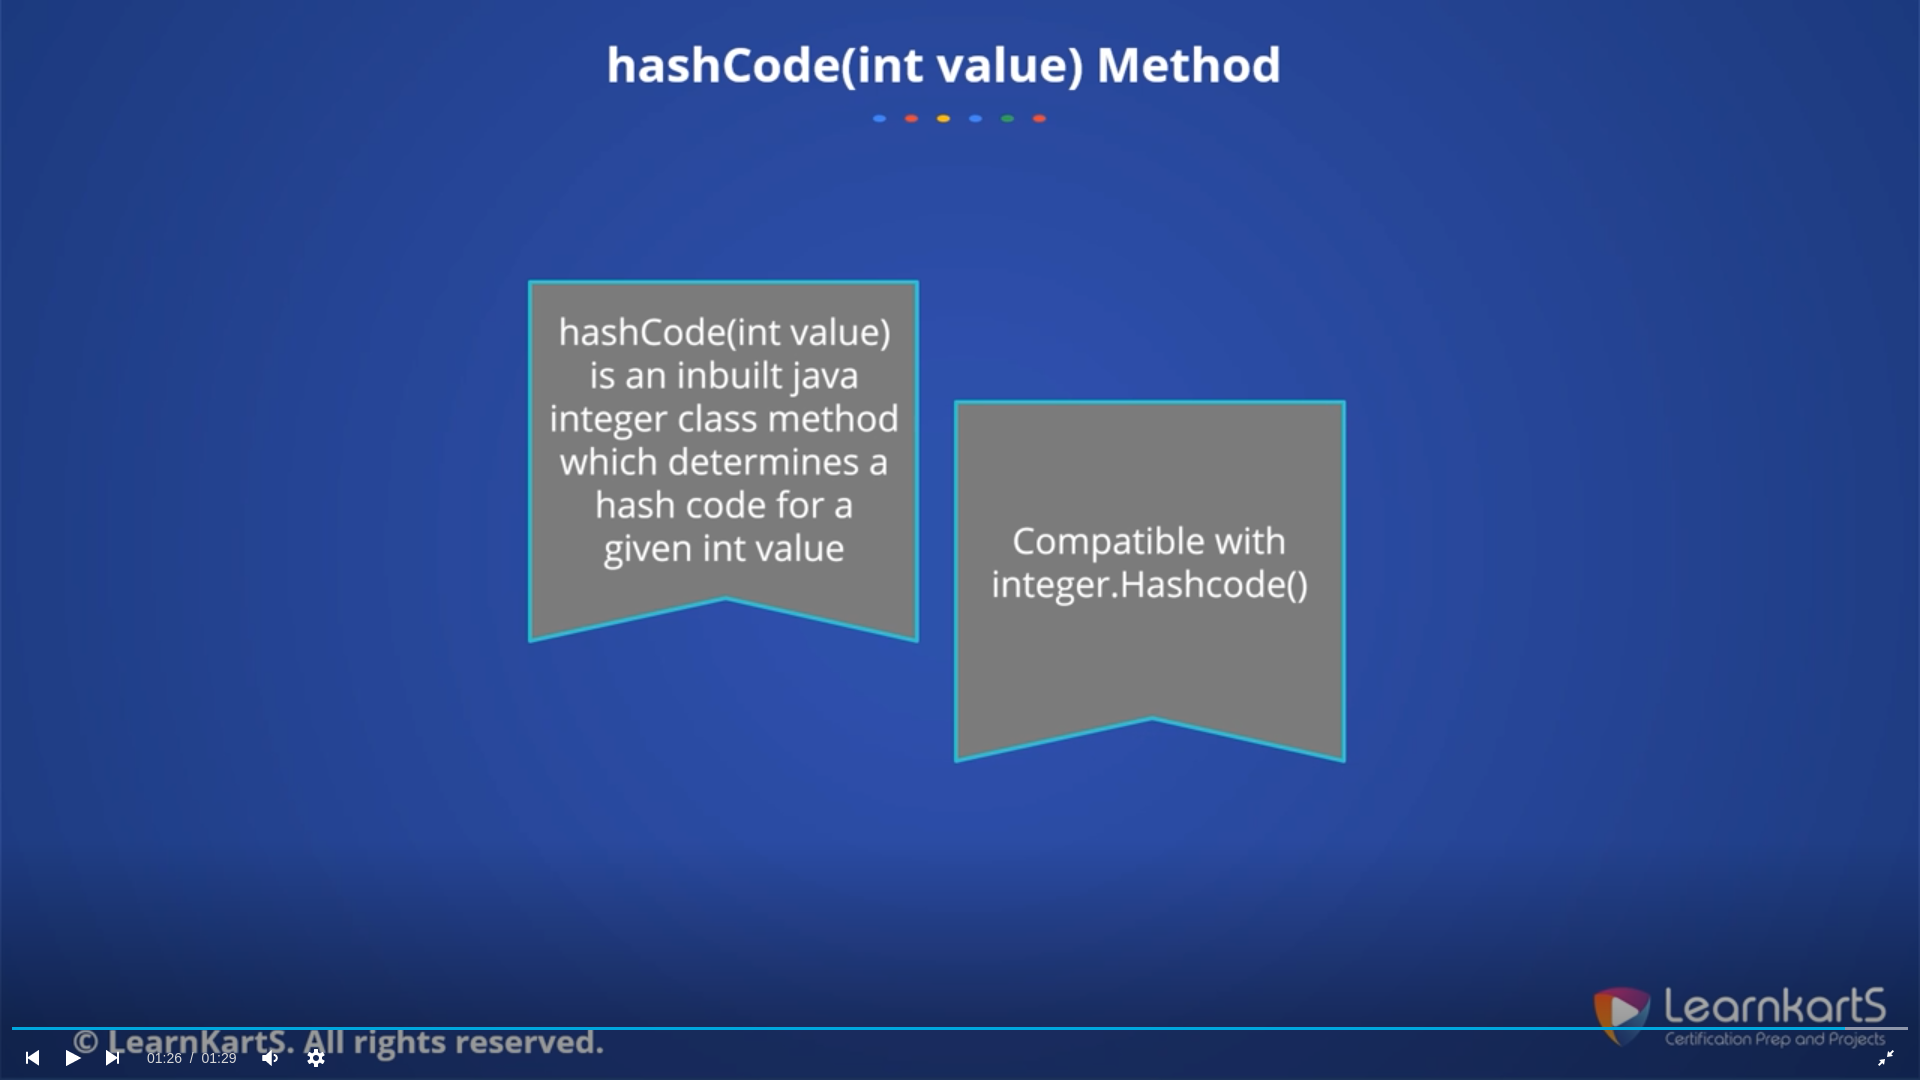 hashCode(int value) Method
hashCode(int value)
is an inbuilt java
integer class method
which determines a
hash code for a
given int value
Compatible with
integer.Hashcode()
LearnkartS
Certification Prep and Projects
© LearnKartS. All rights reserved.
01:26 / 01:29